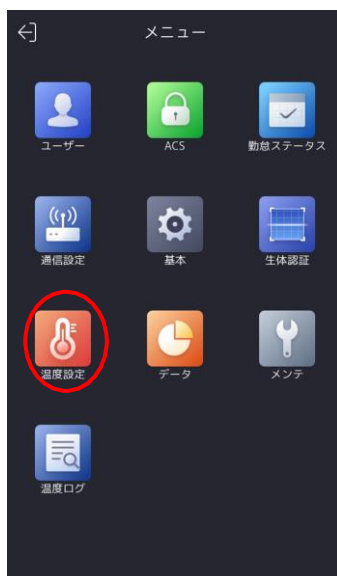 メニュー
ユーザー
ACS
勤怠ステータス
通信設定
基本
生体認証
温度設定
データ
メンテ
温度ログ